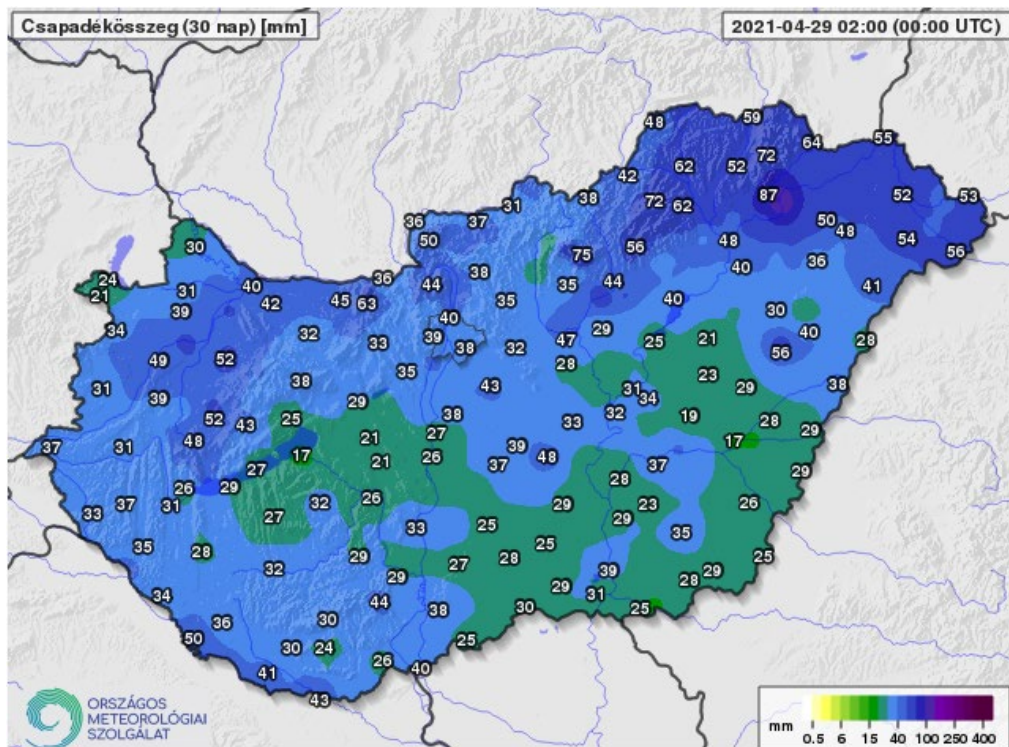 Csapadékösszeg (30 nap) [mm] 2021-04-29 02:00 (00:00 UTC)
59
48 55
64
72
62 52
42
87 52 53
38 72 62
31
36 37 50 48
50 54
30 48
56 56
75
36
38 40
24 36 44 35 44 41
21 31 40
45 63 35 40
39 42 30
40
34 32 29 40
39 47 21
33 38 32 25 28
49 52 56
28
35 23
31 38 43 31 29 38
39 29 34
38 32 19
52 43 25 33 28
27 29
37 31 48 21 39 17
17 26 48
27 21 37 37
29
26 29 28
37 31 32 26 29 23 26
33 27 29
33 25
35 35
28 25
29 28 25
32 27
29 39 29
29 28
34 44 31
38 30 25
36 30
50
30 24 25
26
41 40
43
ORSZÁGOS
METEOROLÓGIAI
SZOLGÁLAT
mm
0.5 6 15 40 100 250 400